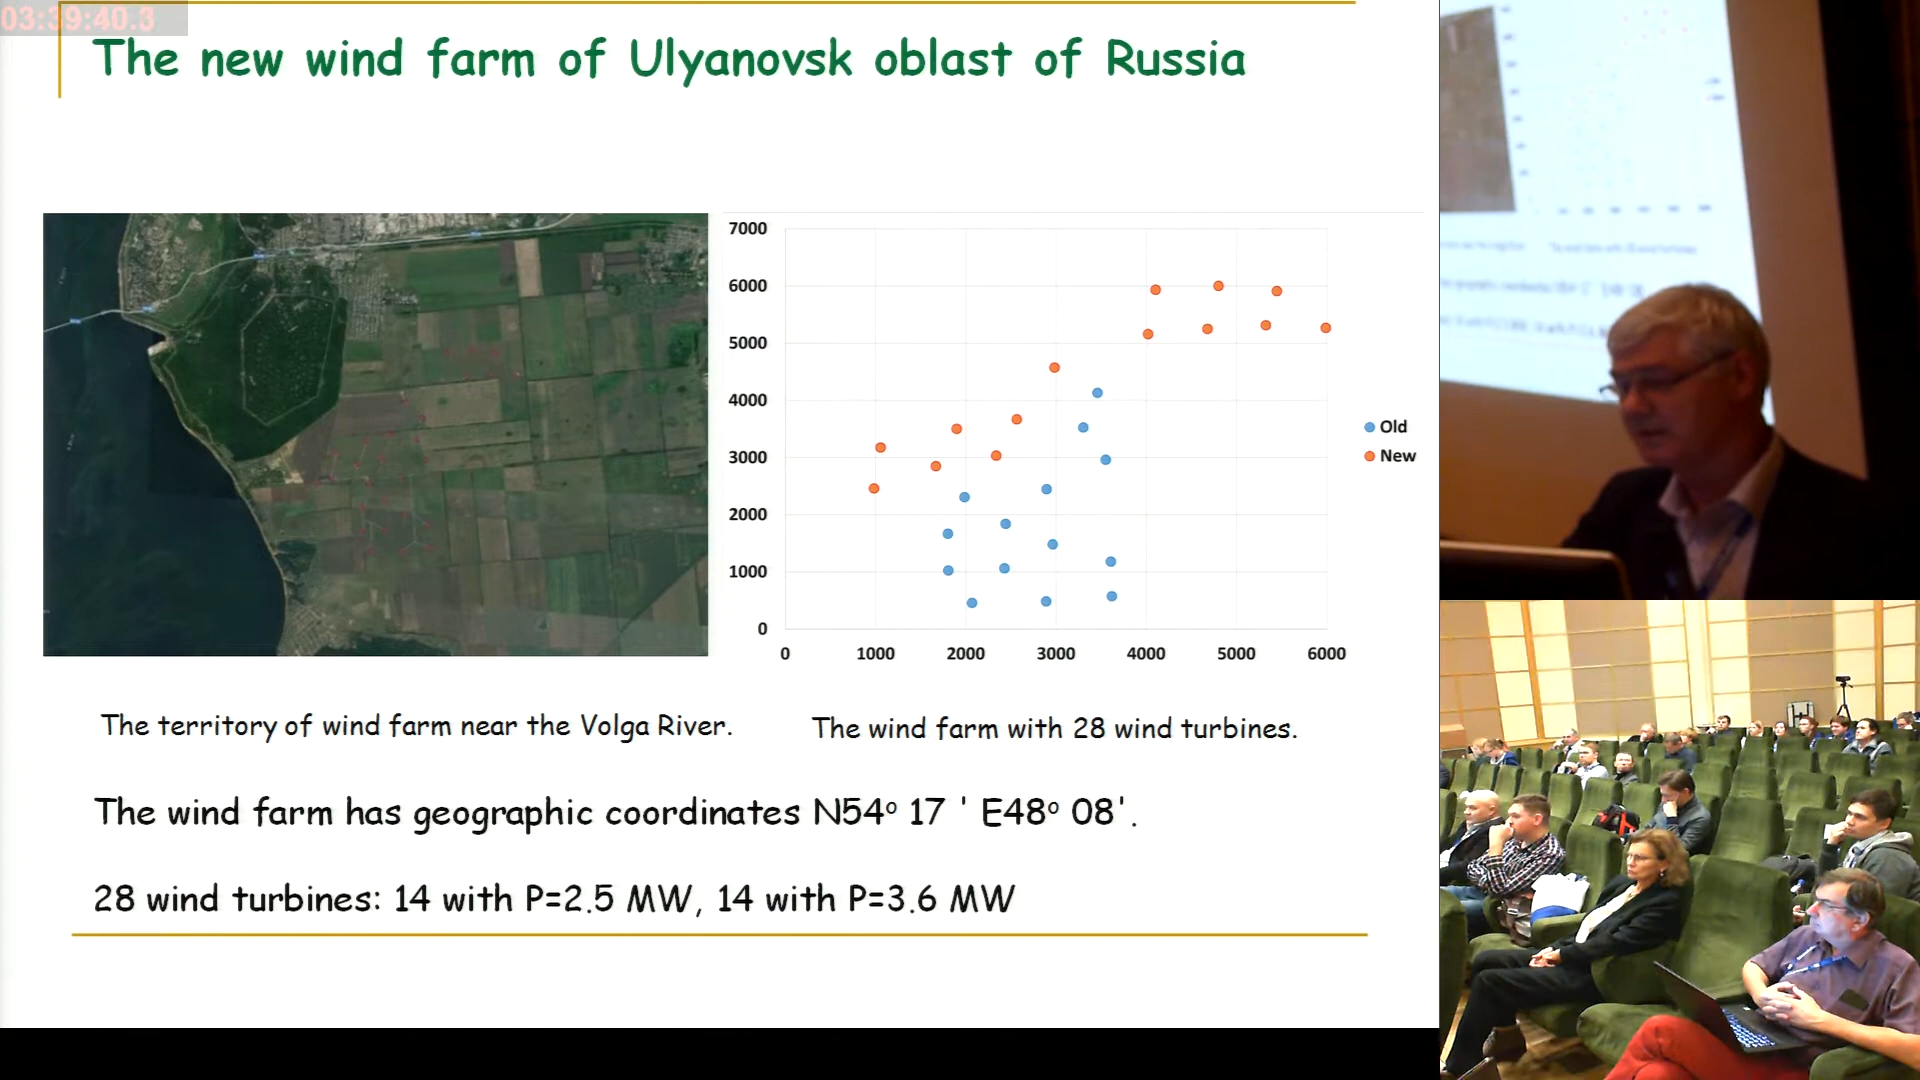 03:39:40.3
The new wind farm of Ulyanovsk oblast of Russia
7000
6000
5000
4000
3000
2000
1000
0
0 1000 2000 3000 4000 5000 6000
Old
New
The territory of wind farm near the Volga River.
The wind farm with 28 wind turbines.
The wind farm has geographic coordinates N54º 17 ' E48º 08'.
28 wind turbines: 14 with P=2.5 MW, 14 with P=3.6 MW